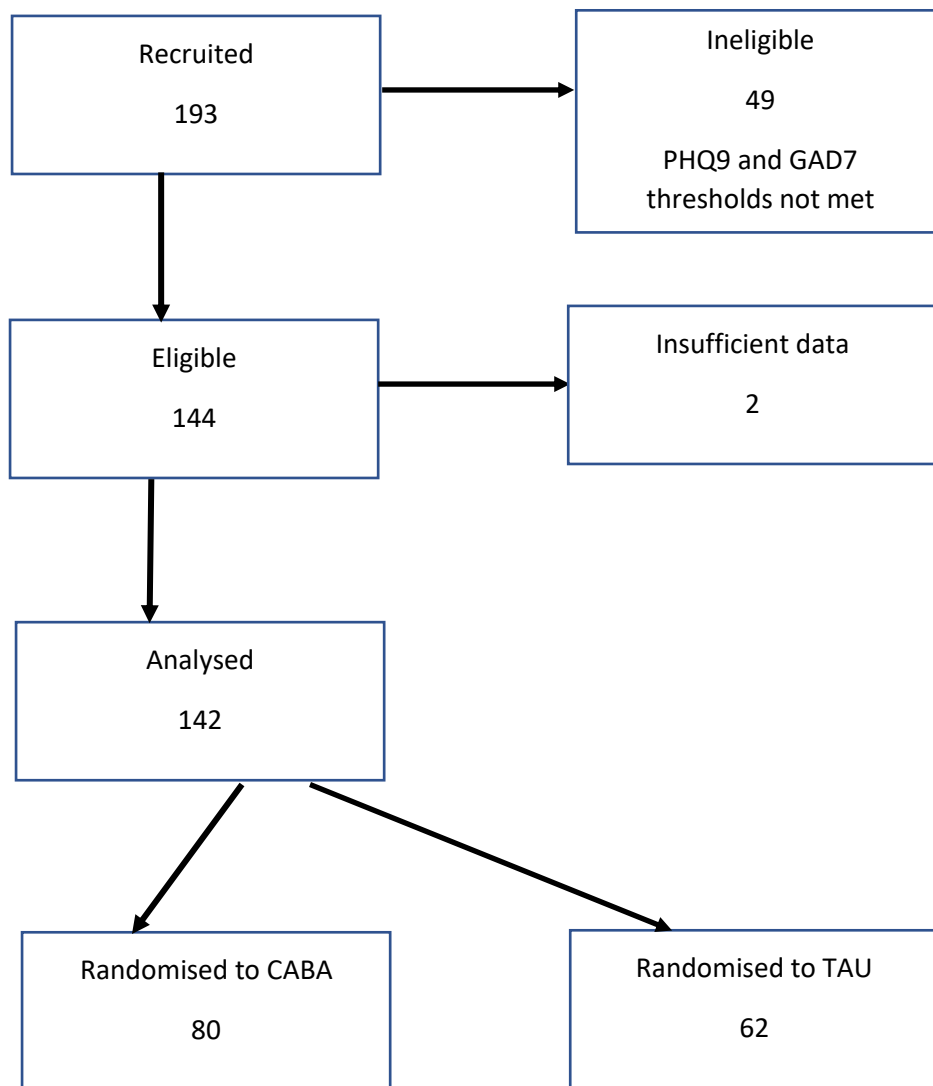 Recruited
193
Ineligible
49
PHQ9 and GAD7
thresholds not met
Eligible
144
Insufficient data
2
Analysed
142
Randomised to CABA
80
Randomised to TAU
62